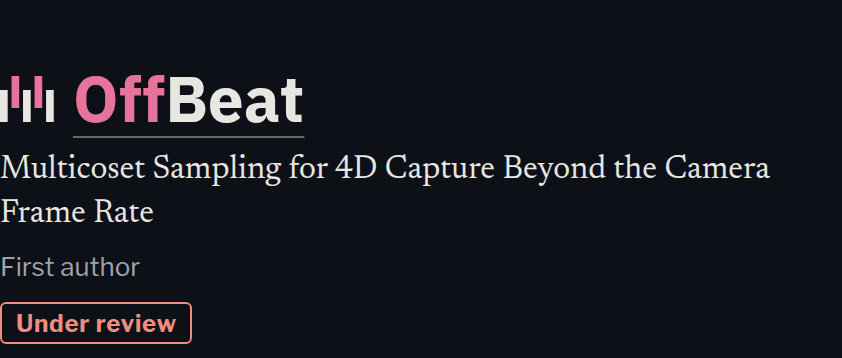 OffBeat
Multicoset Sampling for 4D Capture Beyond the Camera
Frame Rate
First author
Under review